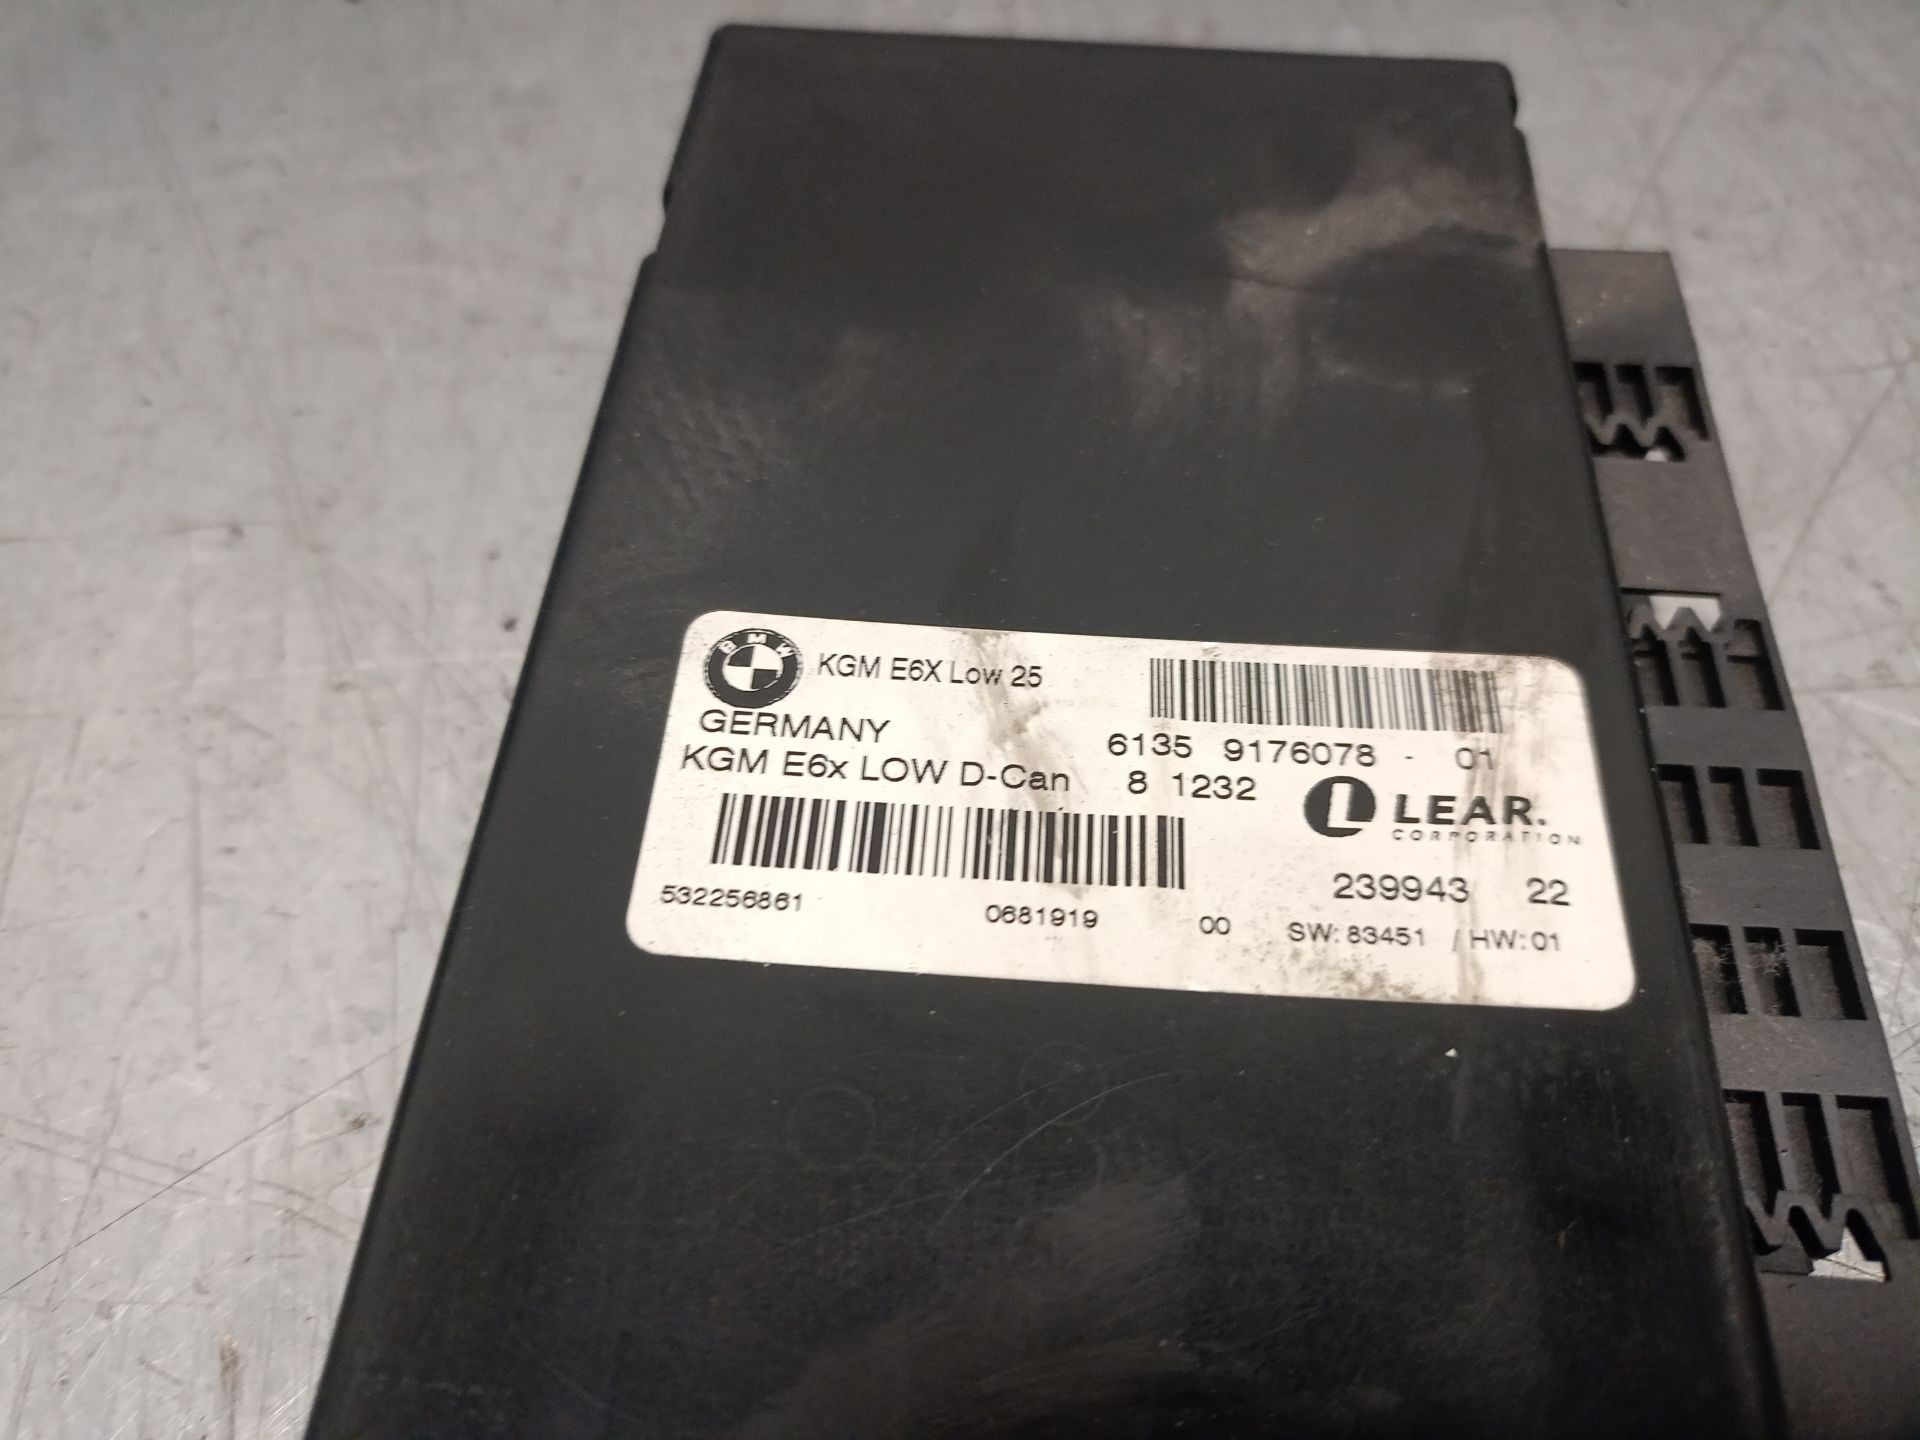 BMW
KGM E6X Low 25
GERMANY
6135 9176078 - 01
KGM E6x LOW D-Can 8 1232
L LEAR.
CORPORATION
239943 22
532256861 0681919 00 SW: 83451 / HW: 01